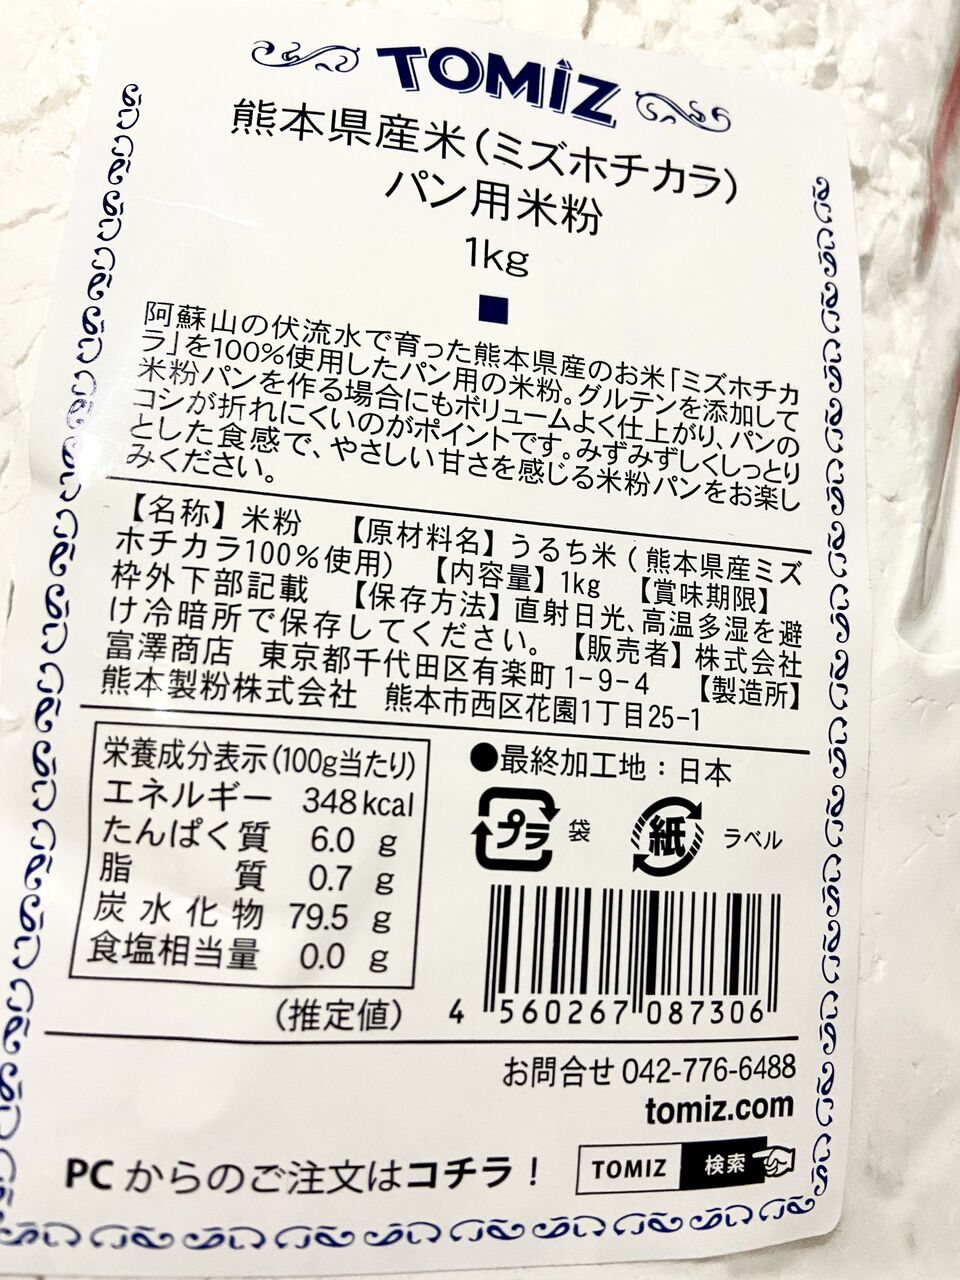 TOMIZ
熊本県産米(ミズホチカラ)
パン用米粉
1kg
阿蘇山の伏流水で育った熊本県産のお米「ミズホチカ
ラ」を100%使用したパン用の米粉。グルテンを添加して
米粉パンを作る場合にもボリュームよく仕上がり、パンの
コシが折れにくいのがポイントです。みずみずしくしっとり
とした食感で、やさしい甘さを感じる米粉パンをお楽し
みください。
【名称】米粉 【原材料名】うるち米(熊本県産ミズ
ホチカラ100%使用) 【内容量】1kg 【賞味期限】
枠外下部記載 【保存方法】直射日光、高温多湿を避
け冷暗所で保存してください。 【販売者】株式会社
富澤商店 東京都千代田区有楽町1-9-4 【製造所】
熊本製粉株式会社 熊本市西区花園1丁目25-1
栄養成分表示(100g当たり)
エネルギー 348kcal
たんぱく質 6.0 g
脂質 0.7 g
炭水化物 79.5 g
食塩相当量 0.0 g
(推定値)
●最終加工地:日本
プラ 袋 紙 ラベル
4 560267 087306
お問合せ 042-776-6488
tomiz.com
PCからのご注文はコチラ! TOMIZ 検索